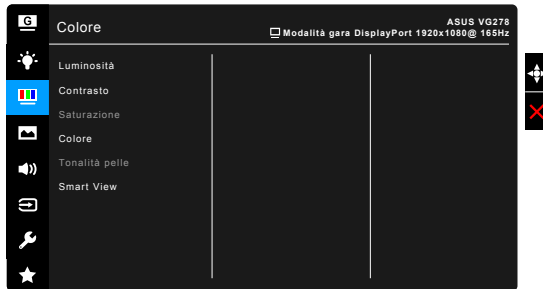 G
Colore
ASUS VG278
Modalità gara DisplayPort 1920x1080@ 165Hz
Luminosità
Contrasto
Saturazione
Colore
Tonalità pelle
Smart View